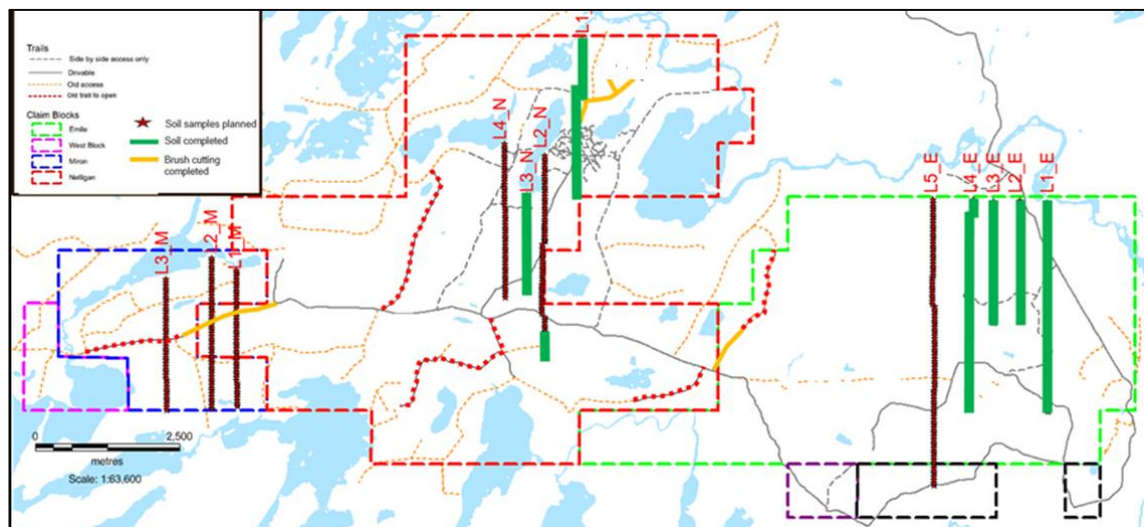 Trails
Side by side access only
Drivable
Old access
Old trail to open
Claim Blocks
Emile
West Block
Miron
Nelligan
Soil samples planned
Soil completed
Brush cutting
completed
L1_
L4_N
L2_N
L3_N
L5_E
L4_E
L3_E
L2_E
L1_E
L3_M
L2_M
L1_M
0 2,500
metres
Scale: 1:63,600